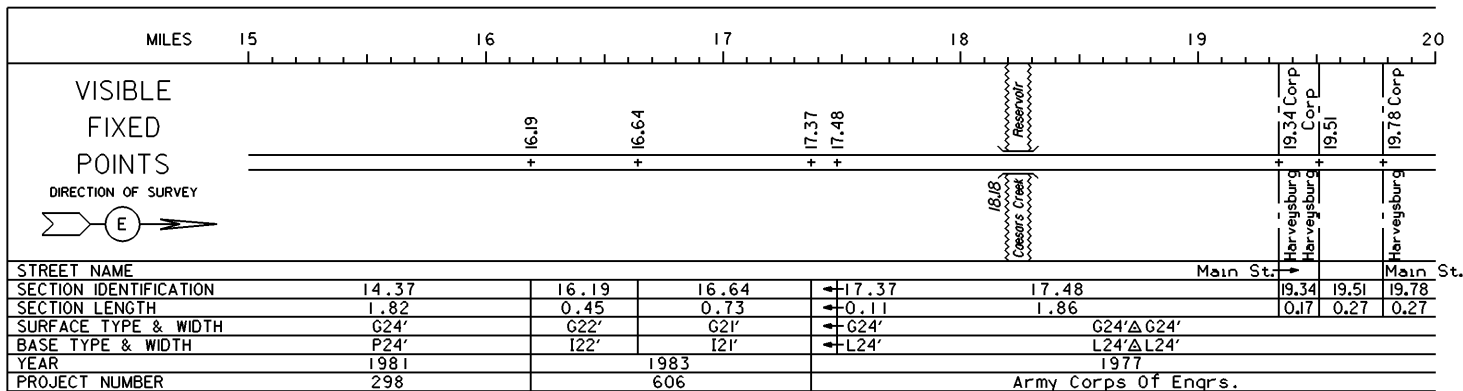 MILES 15 16 17 18 19 20
VISIBLE
FIXED
POINTS
DIRECTION OF SURVEY
E
16.19
16.64
17.37
17.48
18.18
Reservoir
Caesars Creek
19.34 Corp
Harveysburg
Corp
Harveysburg
19.51
19.78 Corp
Harveysburg
STREET NAME Main St. Main St.
SECTION IDENTIFICATION 14.37 16.19 16.64 17.37 17.48 19.34 19.51 19.78
SECTION LENGTH 1.82 0.45 0.73 0.11 1.86 0.17 0.27 0.27
SURFACE TYPE & WIDTH G24' G22' G21' G24' G24'△G24'
BASE TYPE & WIDTH P24' I22' I21' L24' L24'△L24'
YEAR 1981 1983 1977
PROJECT NUMBER 298 606 Army Corps Of Engrs.